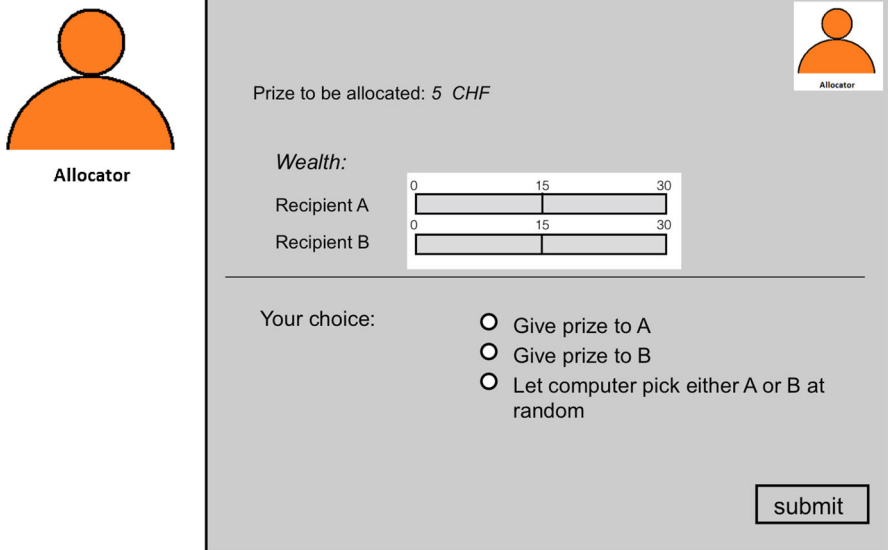 Allocator
Allocator
Prize to be allocated: 5 CHF
Wealth:
0 15 30
Recipient A
0 15 30
Recipient B
Your choice:
Give prize to A
Give prize to B
Let computer pick either A or B at
random
submit